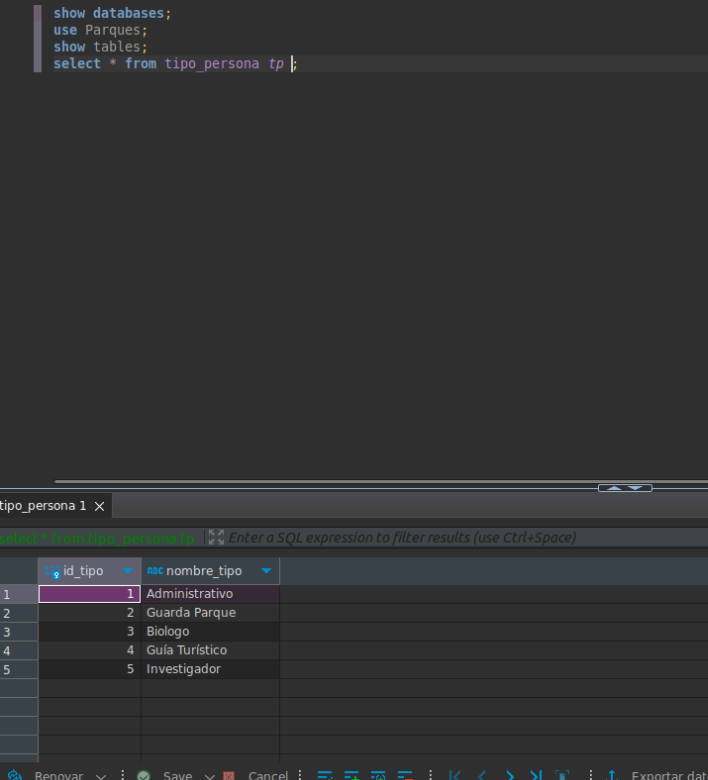 show databases;
use Parques;
show tables;
select * from tipo_persona tp ;
tipo_persona 1
select * from tipo_persona tp
Enter a SQL expression to filter results (use Ctrl+Space)
id_tipo ABC nombre_tipo
1 1 Administrativo
2 2 Guarda Parque
3 3 Biologo
4 4 Guía Turístico
5 5 Investigador
Renovar Save Cancel Exportar dat